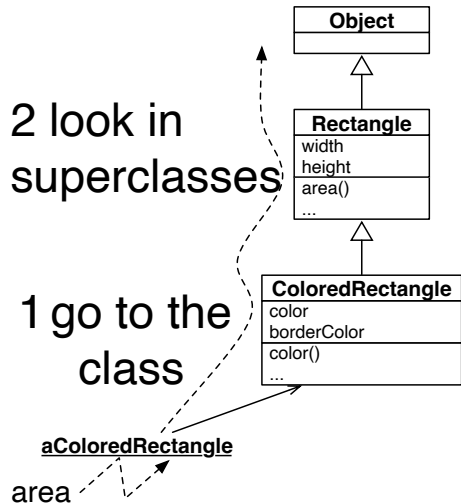 Object
2 look in
superclasses
Rectangle
width
height
area()
...
1 go to the
class
ColoredRectangle
color
borderColor
color()
...
aColoredRectangle
area